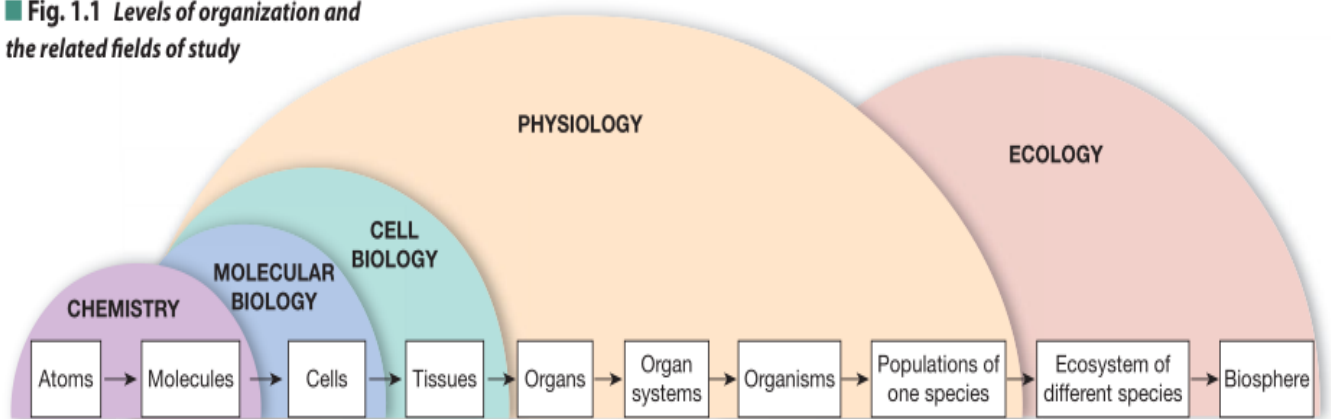 Fig. 1.1 Levels of organization and
the related fields of study
PHYSIOLOGY
ECOLOGY
CELL
BIOLOGY
MOLECULAR
BIOLOGY
CHEMISTRY
Atoms
Molecules
Cells
Tissues
Organs
Organ
systems
Organisms
Populations of
one species
Ecosystem of
different species
Biosphere